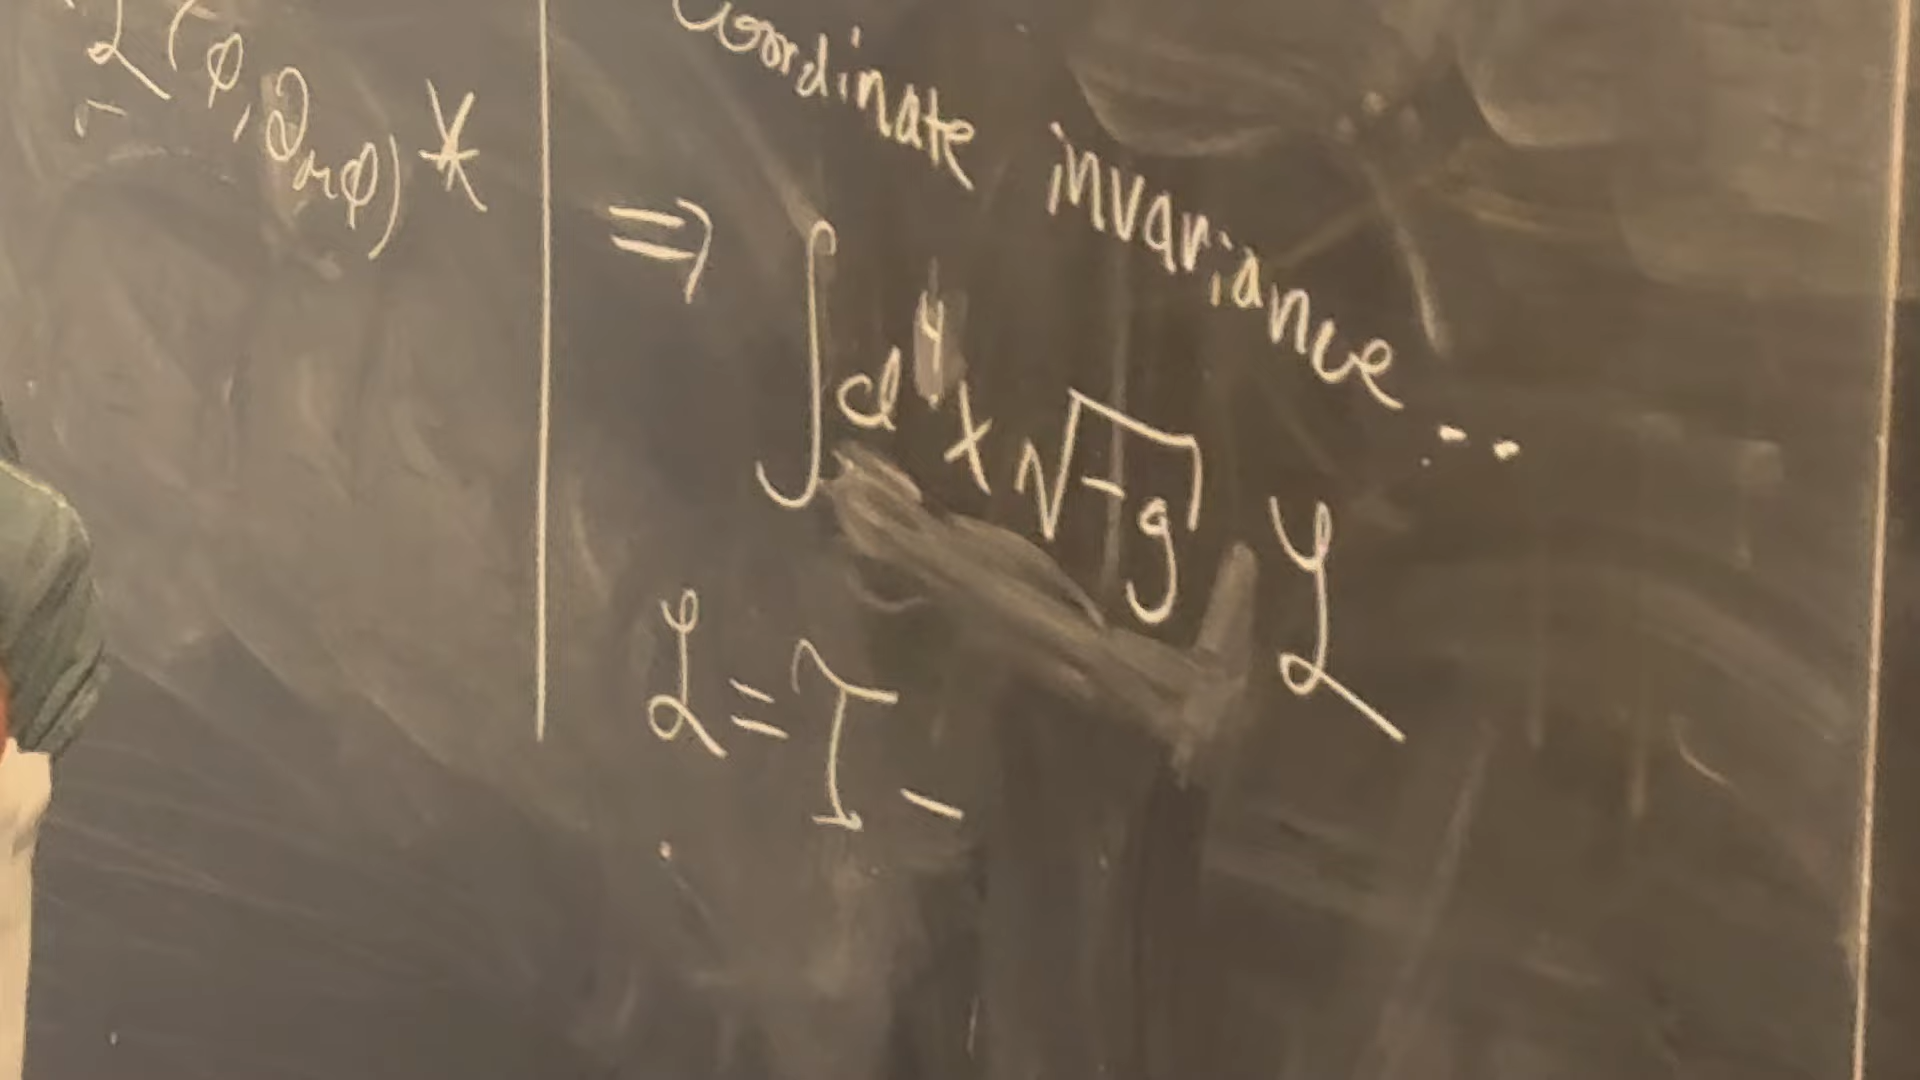 ℒ(φ, ∂μφ) *
Coordinate invariance...
⇒ ∫ d⁴x √-g ℒ
ℒ = T -